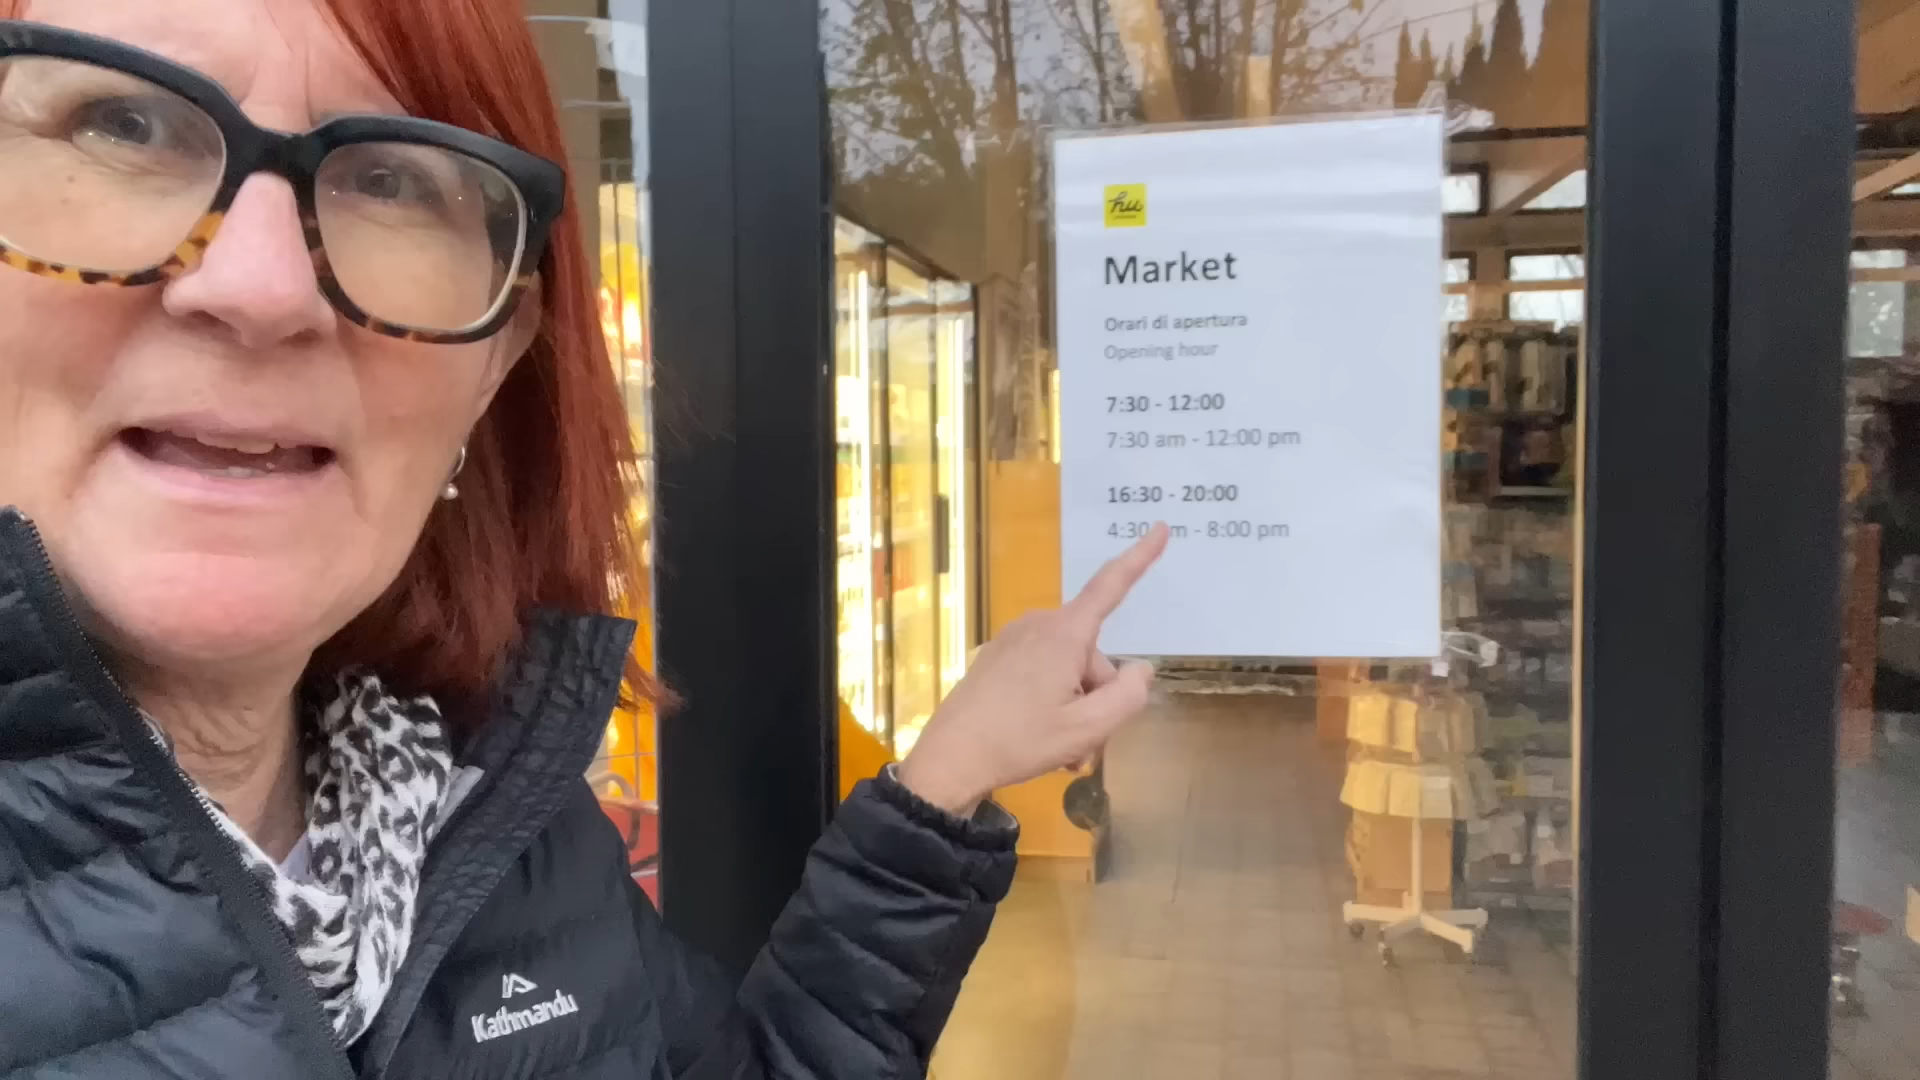 hu
Market
Orari di apertura
Opening hour
7:30 - 12:00
7:30 am - 12:00 pm
16:30 - 20:00
4:30 pm - 8:00 pm
Kathmandu